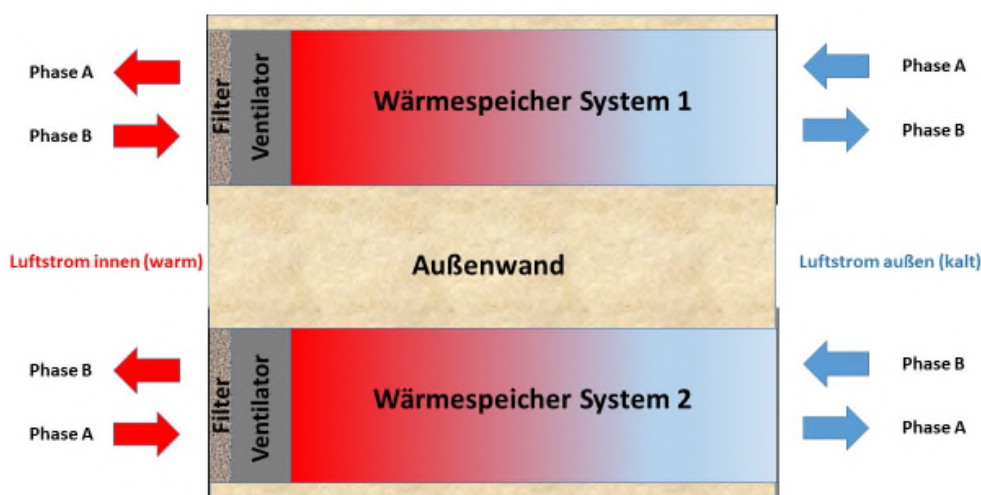 Phase A
Phase B
Filter
Ventilator
Wärmespeicher System 1
Phase A
Phase B
Luftstrom innen (warm)
Außenwand
Luftstrom außen (kalt)
Phase B
Phase A
Filter
Ventilator
Wärmespeicher System 2
Phase B
Phase A